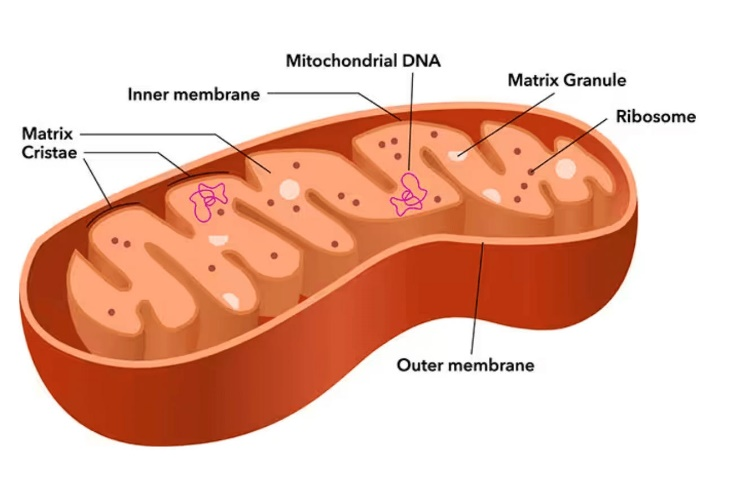 Mitochondrial DNA
Matrix Granule
Inner membrane
Ribosome
Matrix
Cristae
Outer membrane